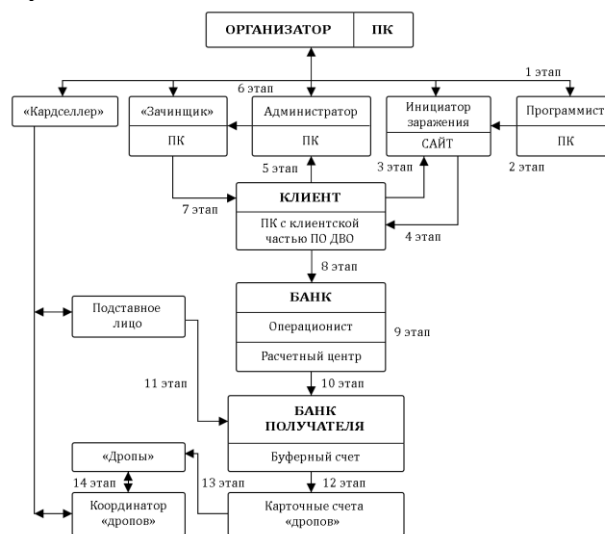 ОРГАНИЗАТОР ПК
1 этап
6 этап
«Кардселлер»
«Зачинщик»
ПК
Администратор
ПК
Инициатор
заражения
САЙТ
Программист
ПК
5 этап
3 этап
2 этап
7 этап
КЛИЕНТ
ПК с клиентской
частью ПО ДВО
4 этап
8 этап
БАНК
Операционист
Расчетный центр
9 этап
Подставное
лицо
11 этап
10 этап
БАНК
ПОЛУЧАТЕЛЯ
Буферный счет
«Дропы»
14 этап
13 этап
12 этап
Координатор
«дропов»
Карточные счета
«дропов»